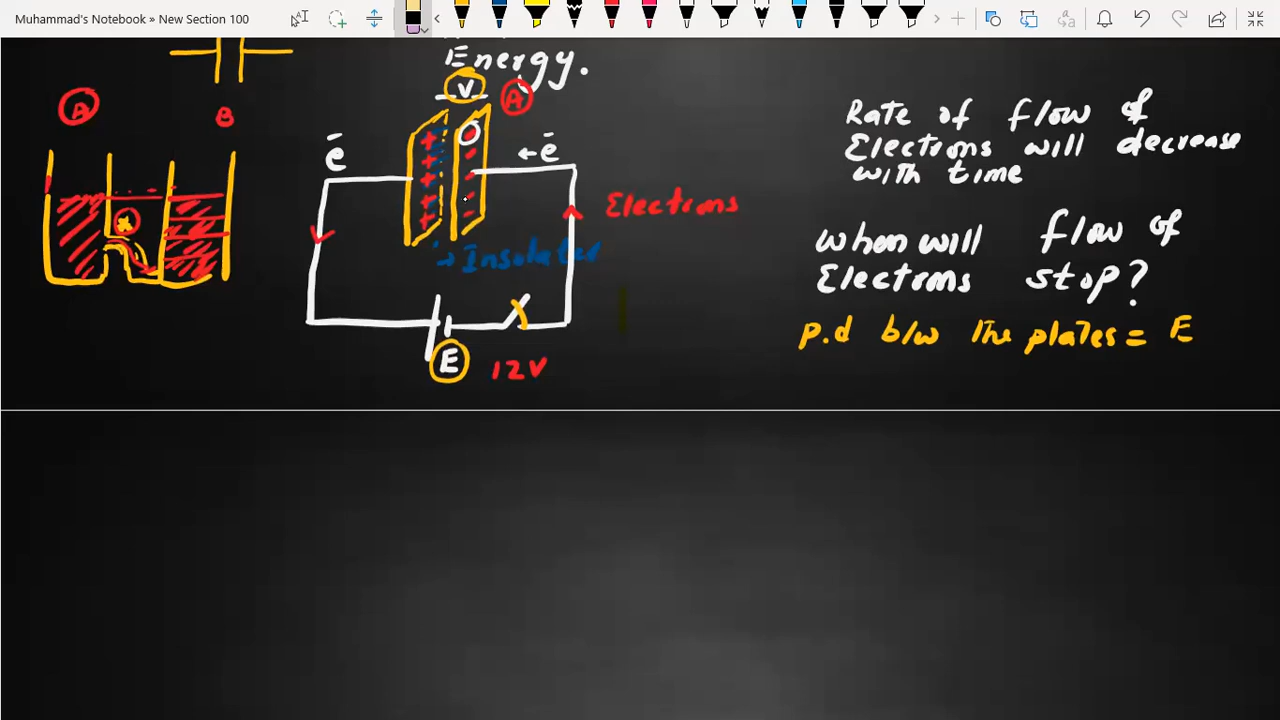 Muhammad's Notebook » New Section 100
Energy.
A
B
V
A
ē
←ē
Electrons
→ Insulator
E
12V
Rate of flow of
Electrons will decrease
with time
When will flow of
Electrons stop?
P.d b/w The plates = E